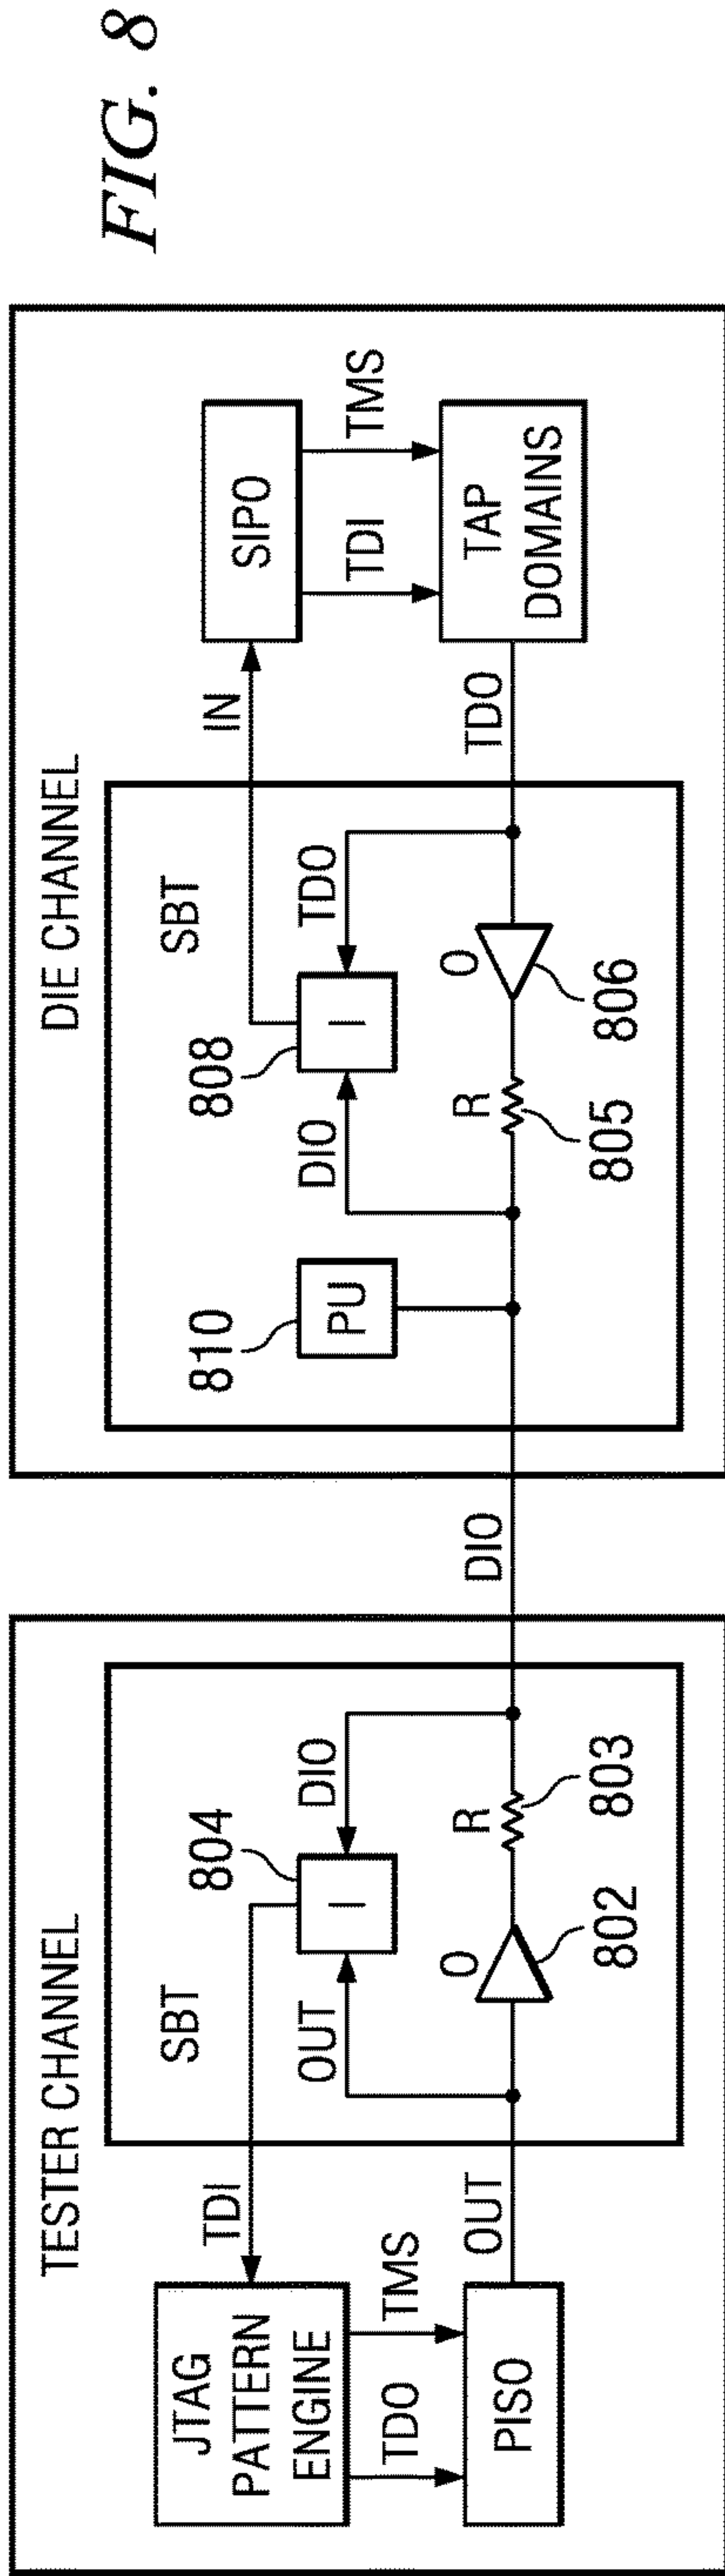 FIG. 8
TESTER CHANNEL
SBT
804
JTAG
PATTERN
ENGINE
TDI
I
DIO
OUT
TDO
TMS
PISO
OUT
O
R
802
803
DIO
DIE CHANNEL
SBT
810
PU
808
DIO
I
TDO
IN
SIPO
TDI
TMS
R
O
805
806
TDO
TAP
DOMAINS